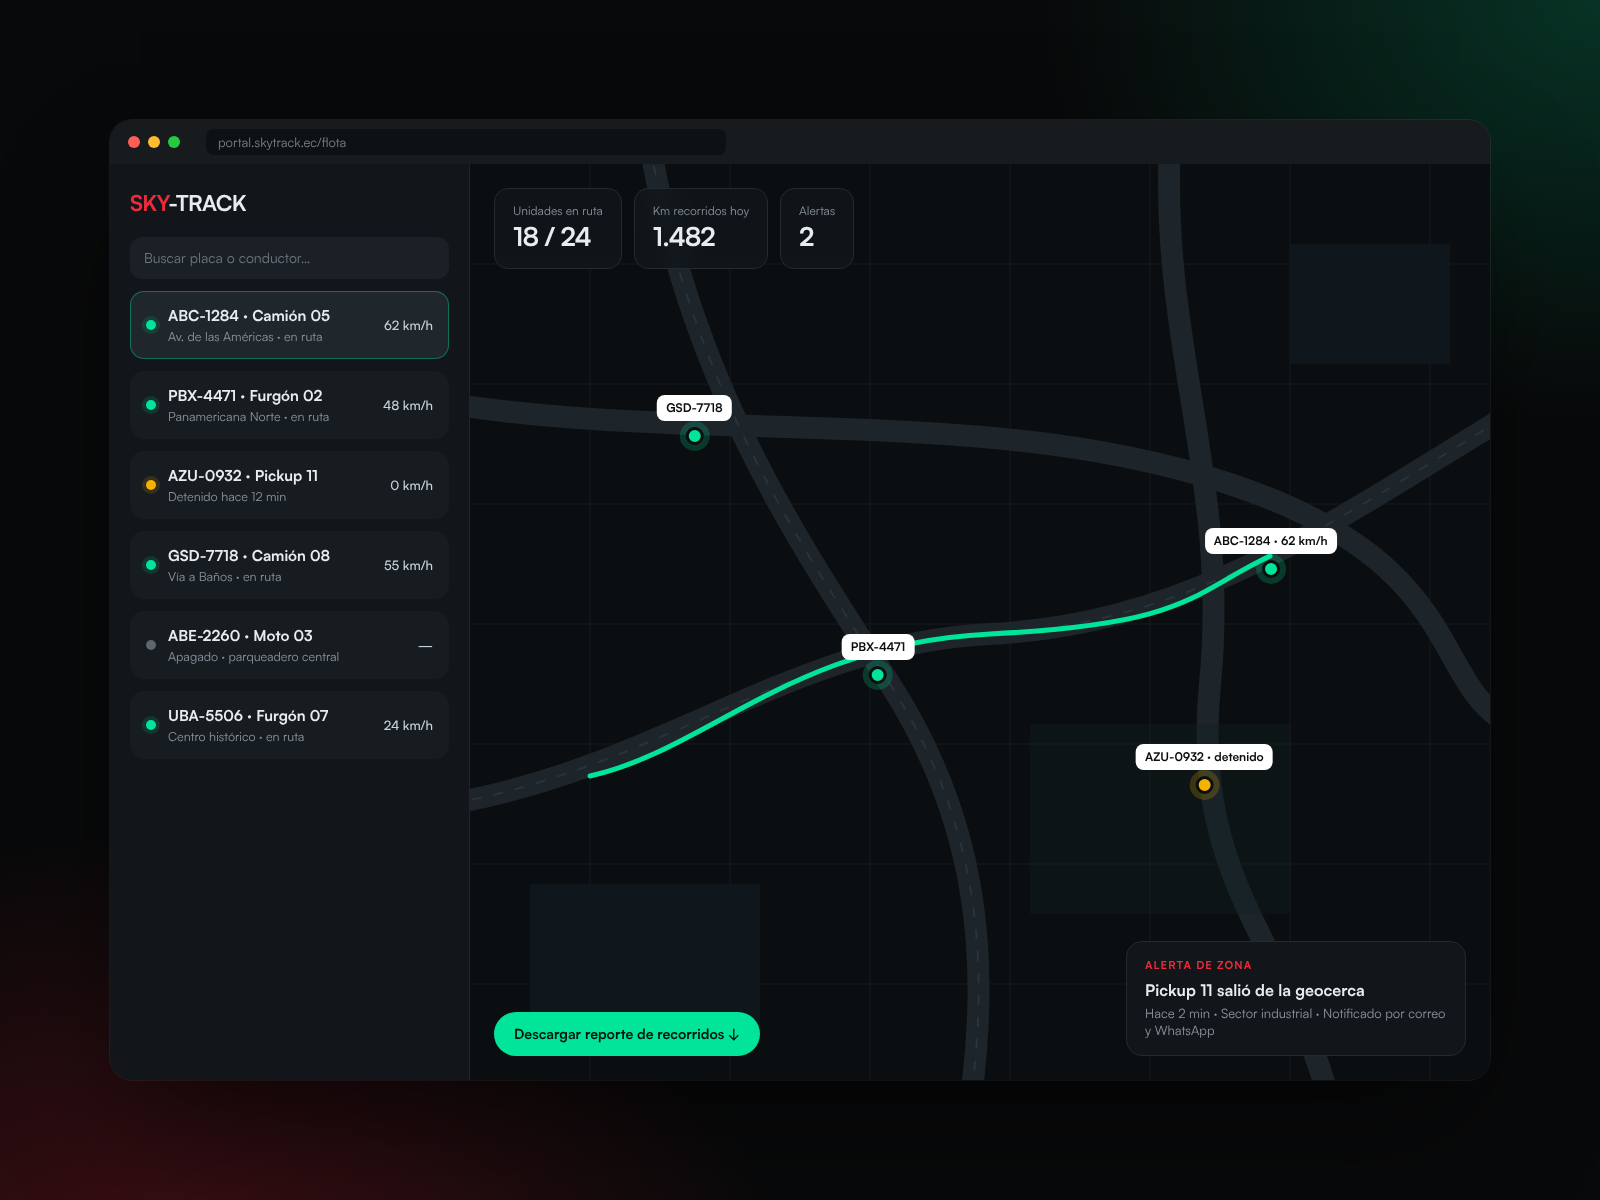 portal.skytrack.ec/flota
SKY-TRACK
Buscar placa o conductor...
ABC-1284 · Camión 05
Av. de las Américas · en ruta
62 km/h
PBX-4471 · Furgón 02
Panamericana Norte · en ruta
48 km/h
AZU-0932 · Pickup 11
Detenido hace 12 min
0 km/h
GSD-7718 · Camión 08
Vía a Baños · en ruta
55 km/h
ABE-2260 · Moto 03
Apagado · parqueadero central
—
UBA-5506 · Furgón 07
Centro histórico · en ruta
24 km/h
Unidades en ruta
18 / 24
Km recorridos hoy
1.482
Alertas
2
GSD-7718
ABC-1284 · 62 km/h
PBX-4471
AZU-0932 · detenido
Descargar reporte de recorridos ↓
ALERTA DE ZONA
Pickup 11 salió de la geocerca
Hace 2 min · Sector industrial · Notificado por correo
y WhatsApp